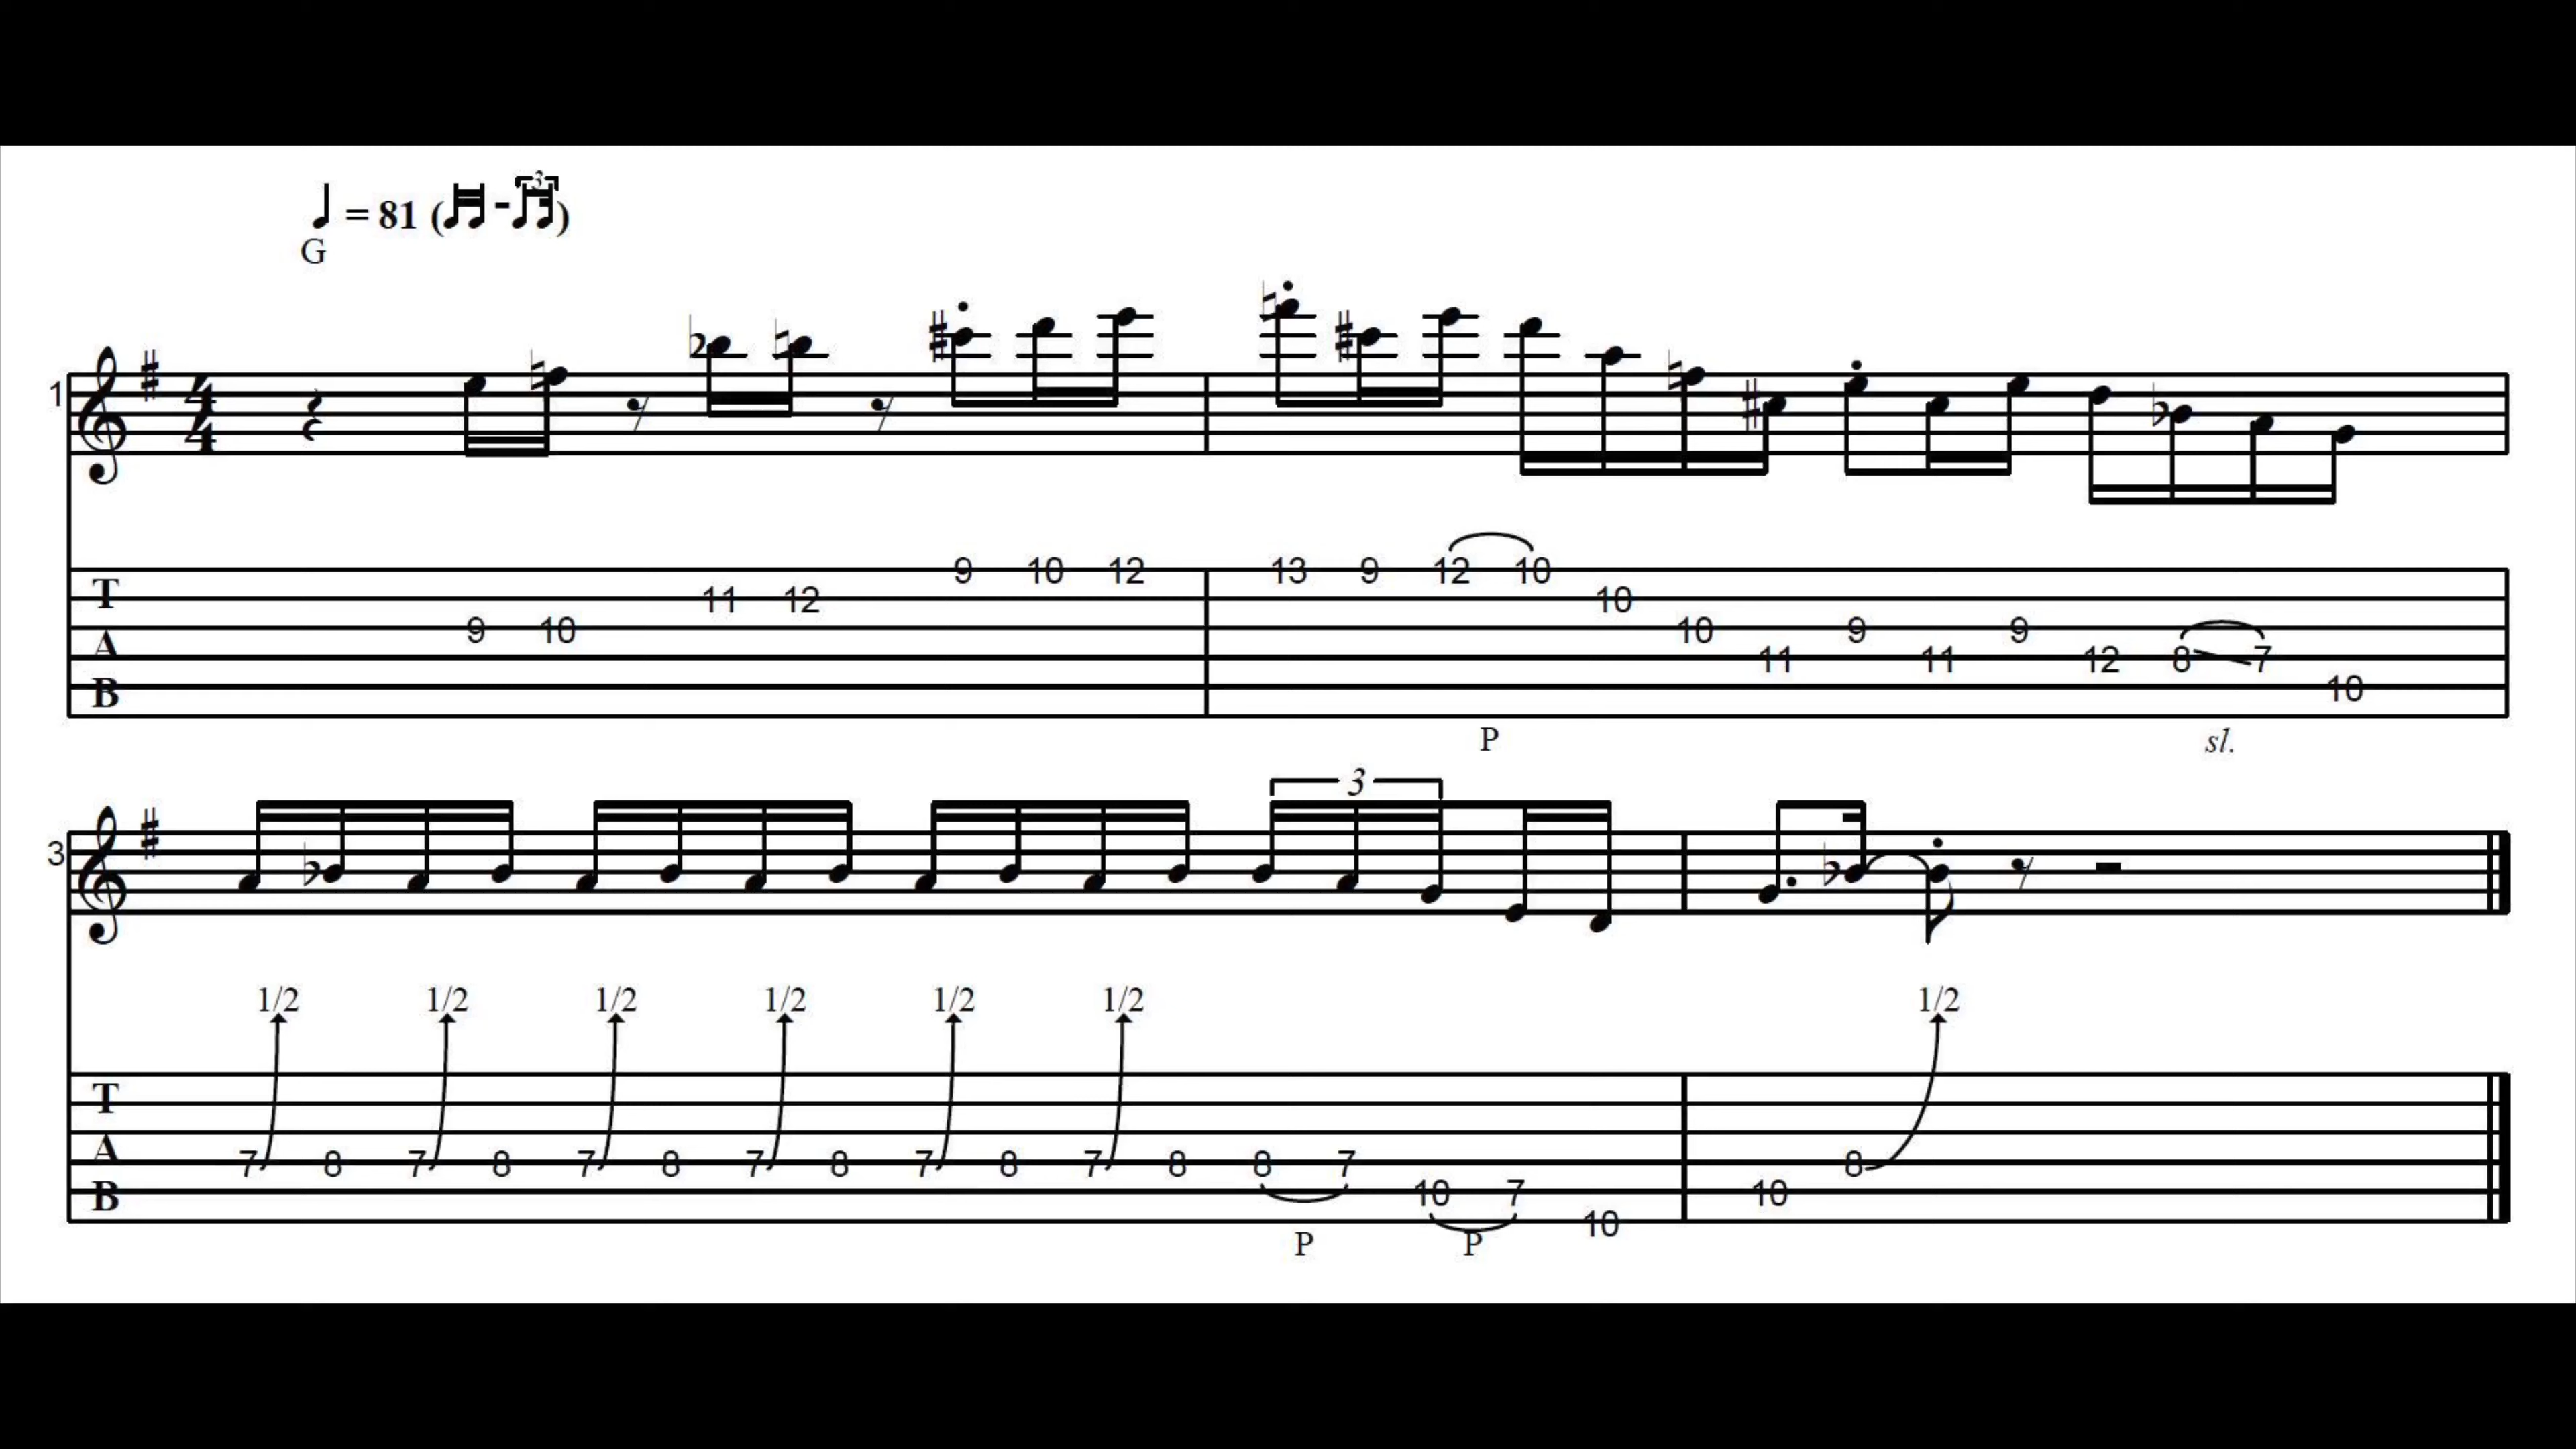 = 81 ( - 3 )
G
1
4
4
T 9 10 12 13 9 12 10
11 12 10
A 9 10 10 9 9
11 11 12 8 7
B 10
P sl.
3
3
1/2 1/2 1/2 1/2 1/2 1/2 1/2
T
A 7 8 7 8 7 8 7 8 7 8 7 8 8 7 8
B 10 7 10
10
P P